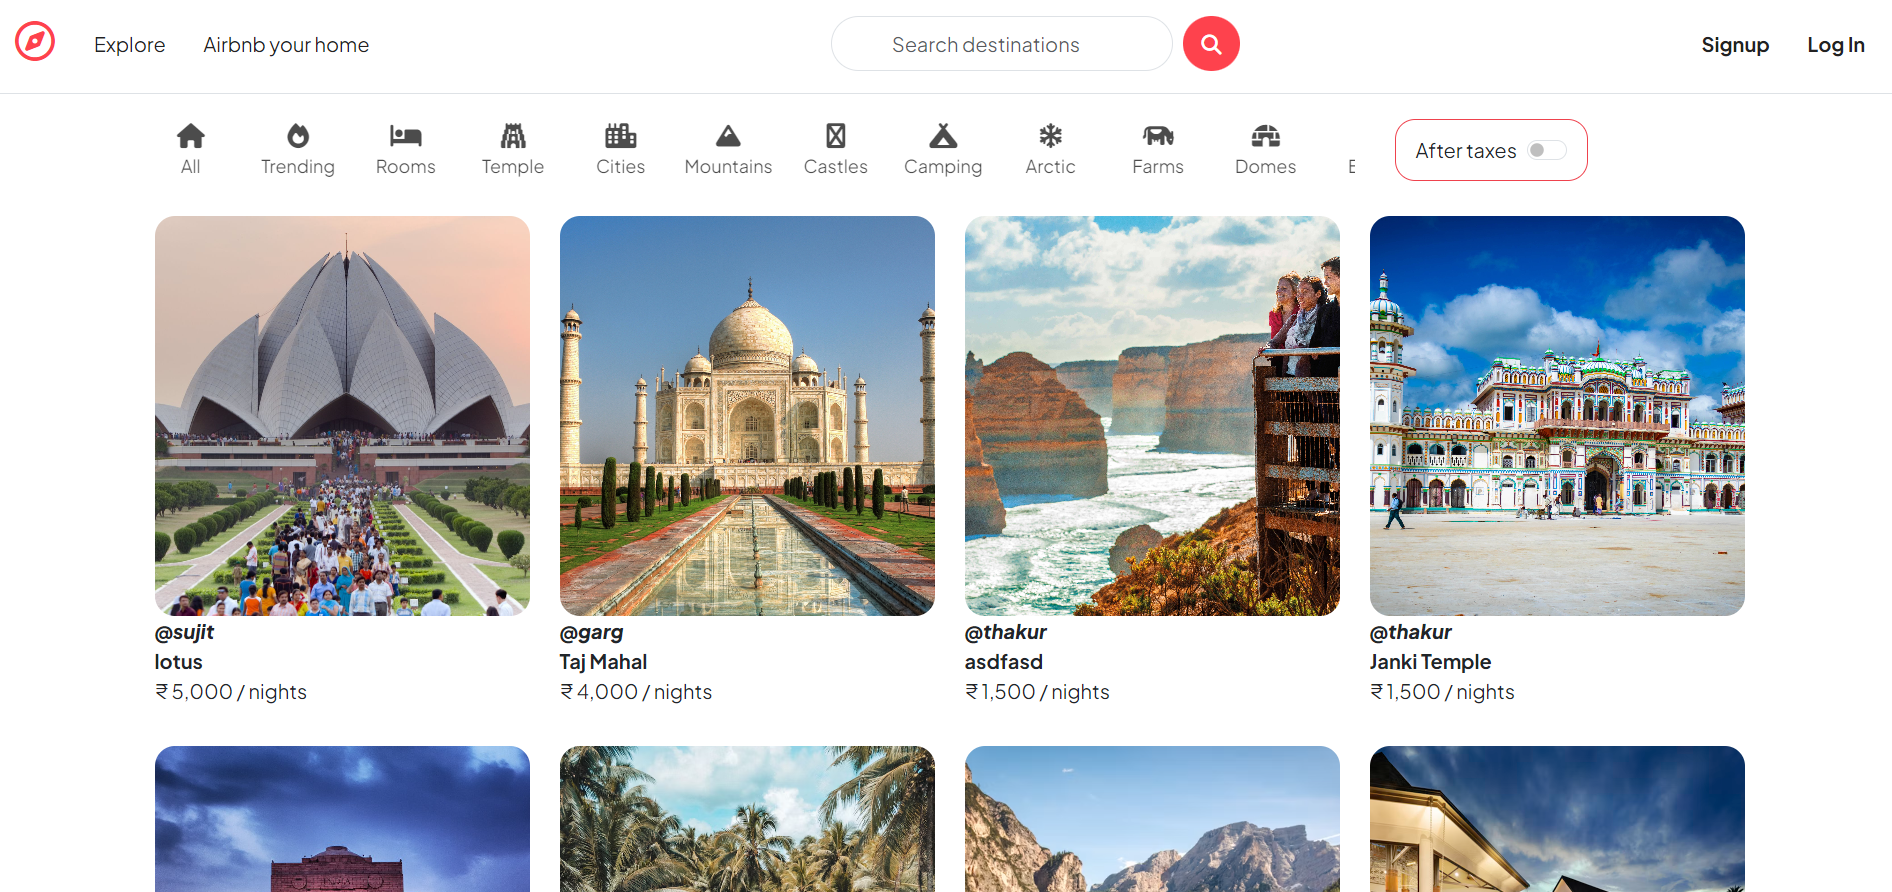 Explore Airbnb your home Search destinations Signup Log In
All Trending Rooms Temple Cities Mountains Castles Camping Arctic Farms Domes After taxes
@sujit
lotus
₹ 5,000 / nights
@garg
Taj Mahal
₹ 4,000 / nights
@thakur
asdfasd
₹ 1,500 / nights
@thakur
Janki Temple
₹ 1,500 / nights